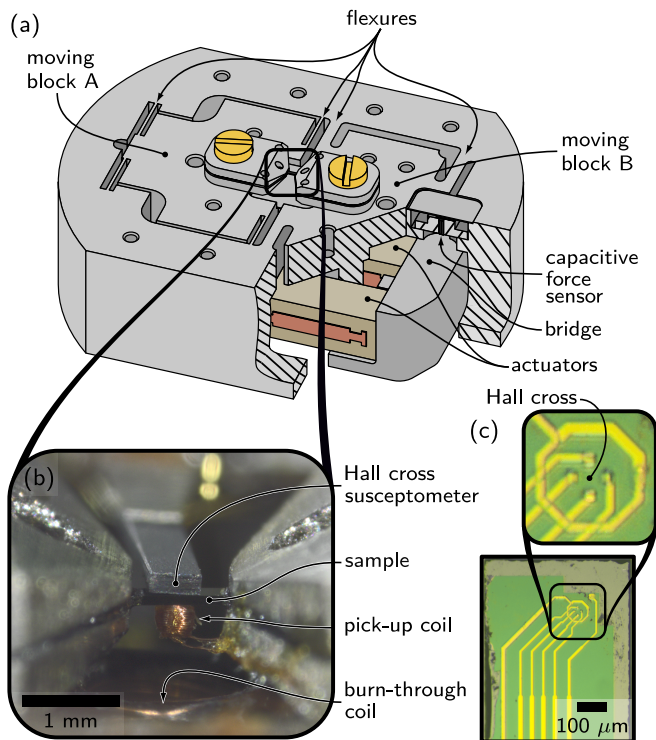 (a)
flexures
moving
block A
moving
block B
capacitive
force
sensor
bridge
actuators
Hall cross
(c)
(b)
Hall cross
susceptometer
sample
pick-up coil
burn-through
coil
1 mm
100 μm